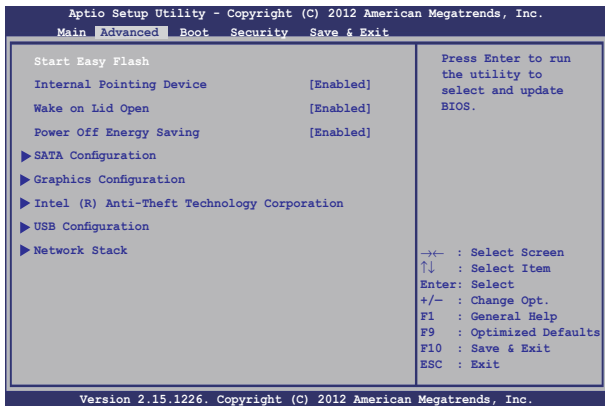 Aptio Setup Utility - Copyright (C) 2012 American Megatrends, Inc.
Main Advanced Boot Security Save & Exit
Start Easy Flash
Internal Pointing Device [Enabled]
Wake on Lid Open [Enabled]
Power Off Energy Saving [Enabled]
SATA Configuration
Graphics Configuration
Intel (R) Anti-Theft Technology Corporation
USB Configuration
Network Stack
Press Enter to run
the utility to
select and update
BIOS.
→← : Select Screen
↑↓ : Select Item
Enter: Select
+/— : Change Opt.
F1 : General Help
F9 : Optimized Defaults
F10 : Save & Exit
ESC : Exit
Version 2.15.1226. Copyright (C) 2012 American Megatrends, Inc.